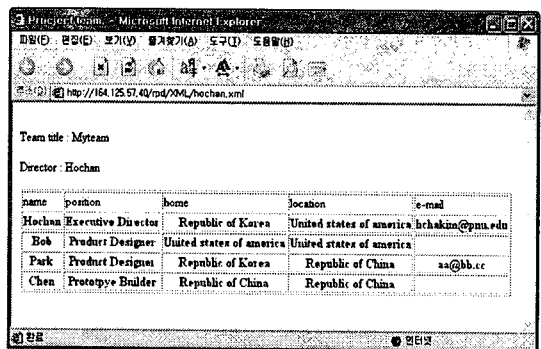 Project team - Microsoft Internet Explorer
파일(F) 편집(E) 보기(V) 즐겨찾기(A) 도구(T) 도움말(H)
주소(D) http://164.125.57.40/rpd/XML/hochan.xml
Team title : Myteam
Director : Hochan
name position home location e-mail
Hochan Executive Director Republic of Korea United states of america hchakim@pnu.edu
Bob Product Designer United states of america United states of america
Park Product Designer Republic of Korea Republic of China aa@bb.cc
Chen Prototpye Builder Republic of China Republic of China
완료 인터넷